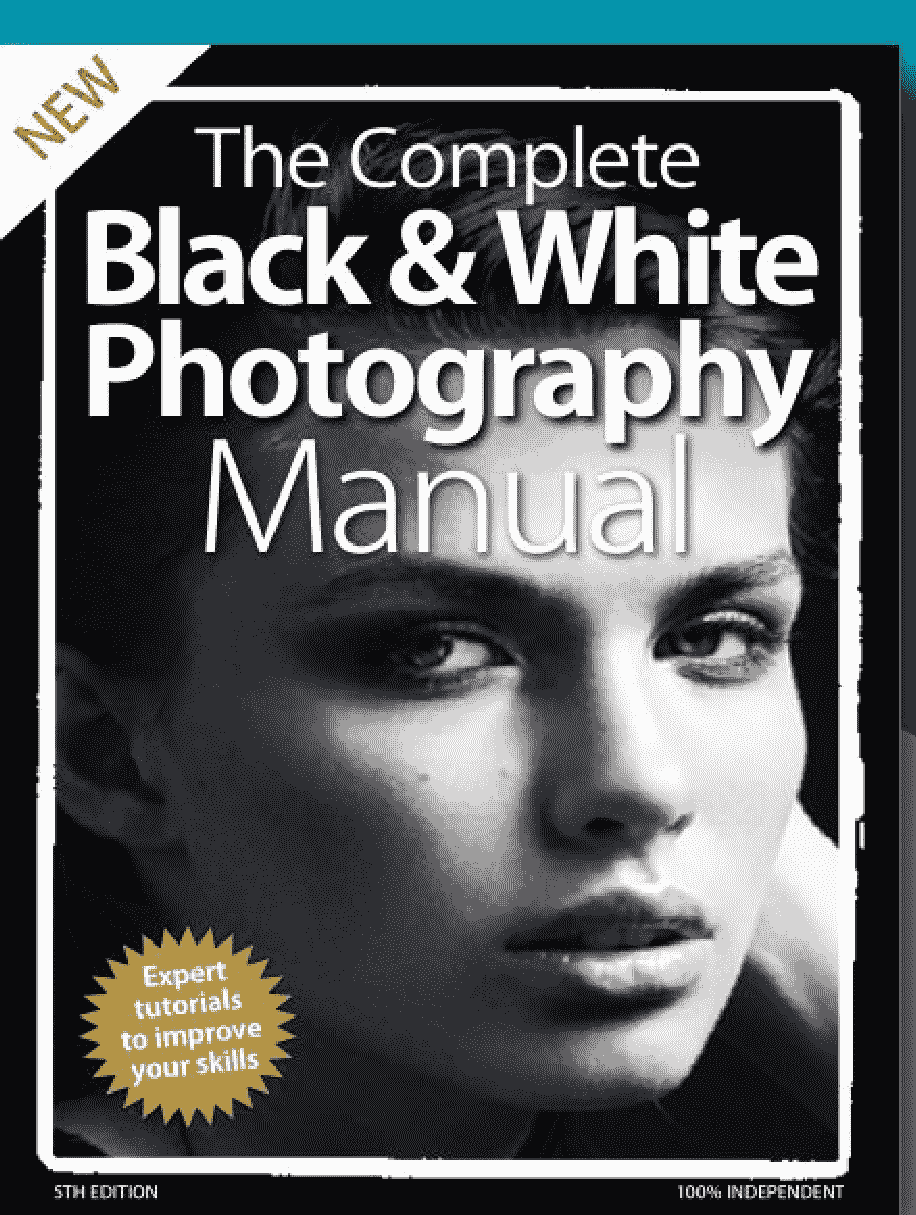 NEW
The Complete
Black & White
Photography
Manual
Expert
tutorials
to improve
your skills
5TH EDITION
100% INDEPENDENT